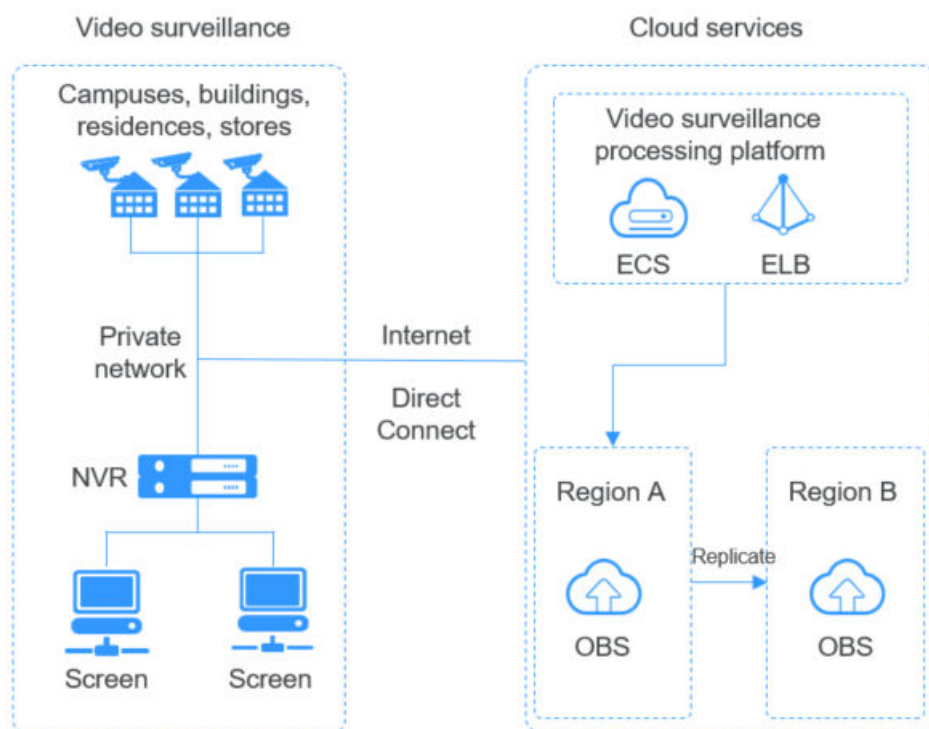 Video surveillance
Campuses, buildings,
residences, stores
Private
network
NVR
Screen
Screen
Internet
Direct
Connect
Cloud services
Video surveillance
processing platform
ECS
ELB
Region A
OBS
Replicate
Region B
OBS